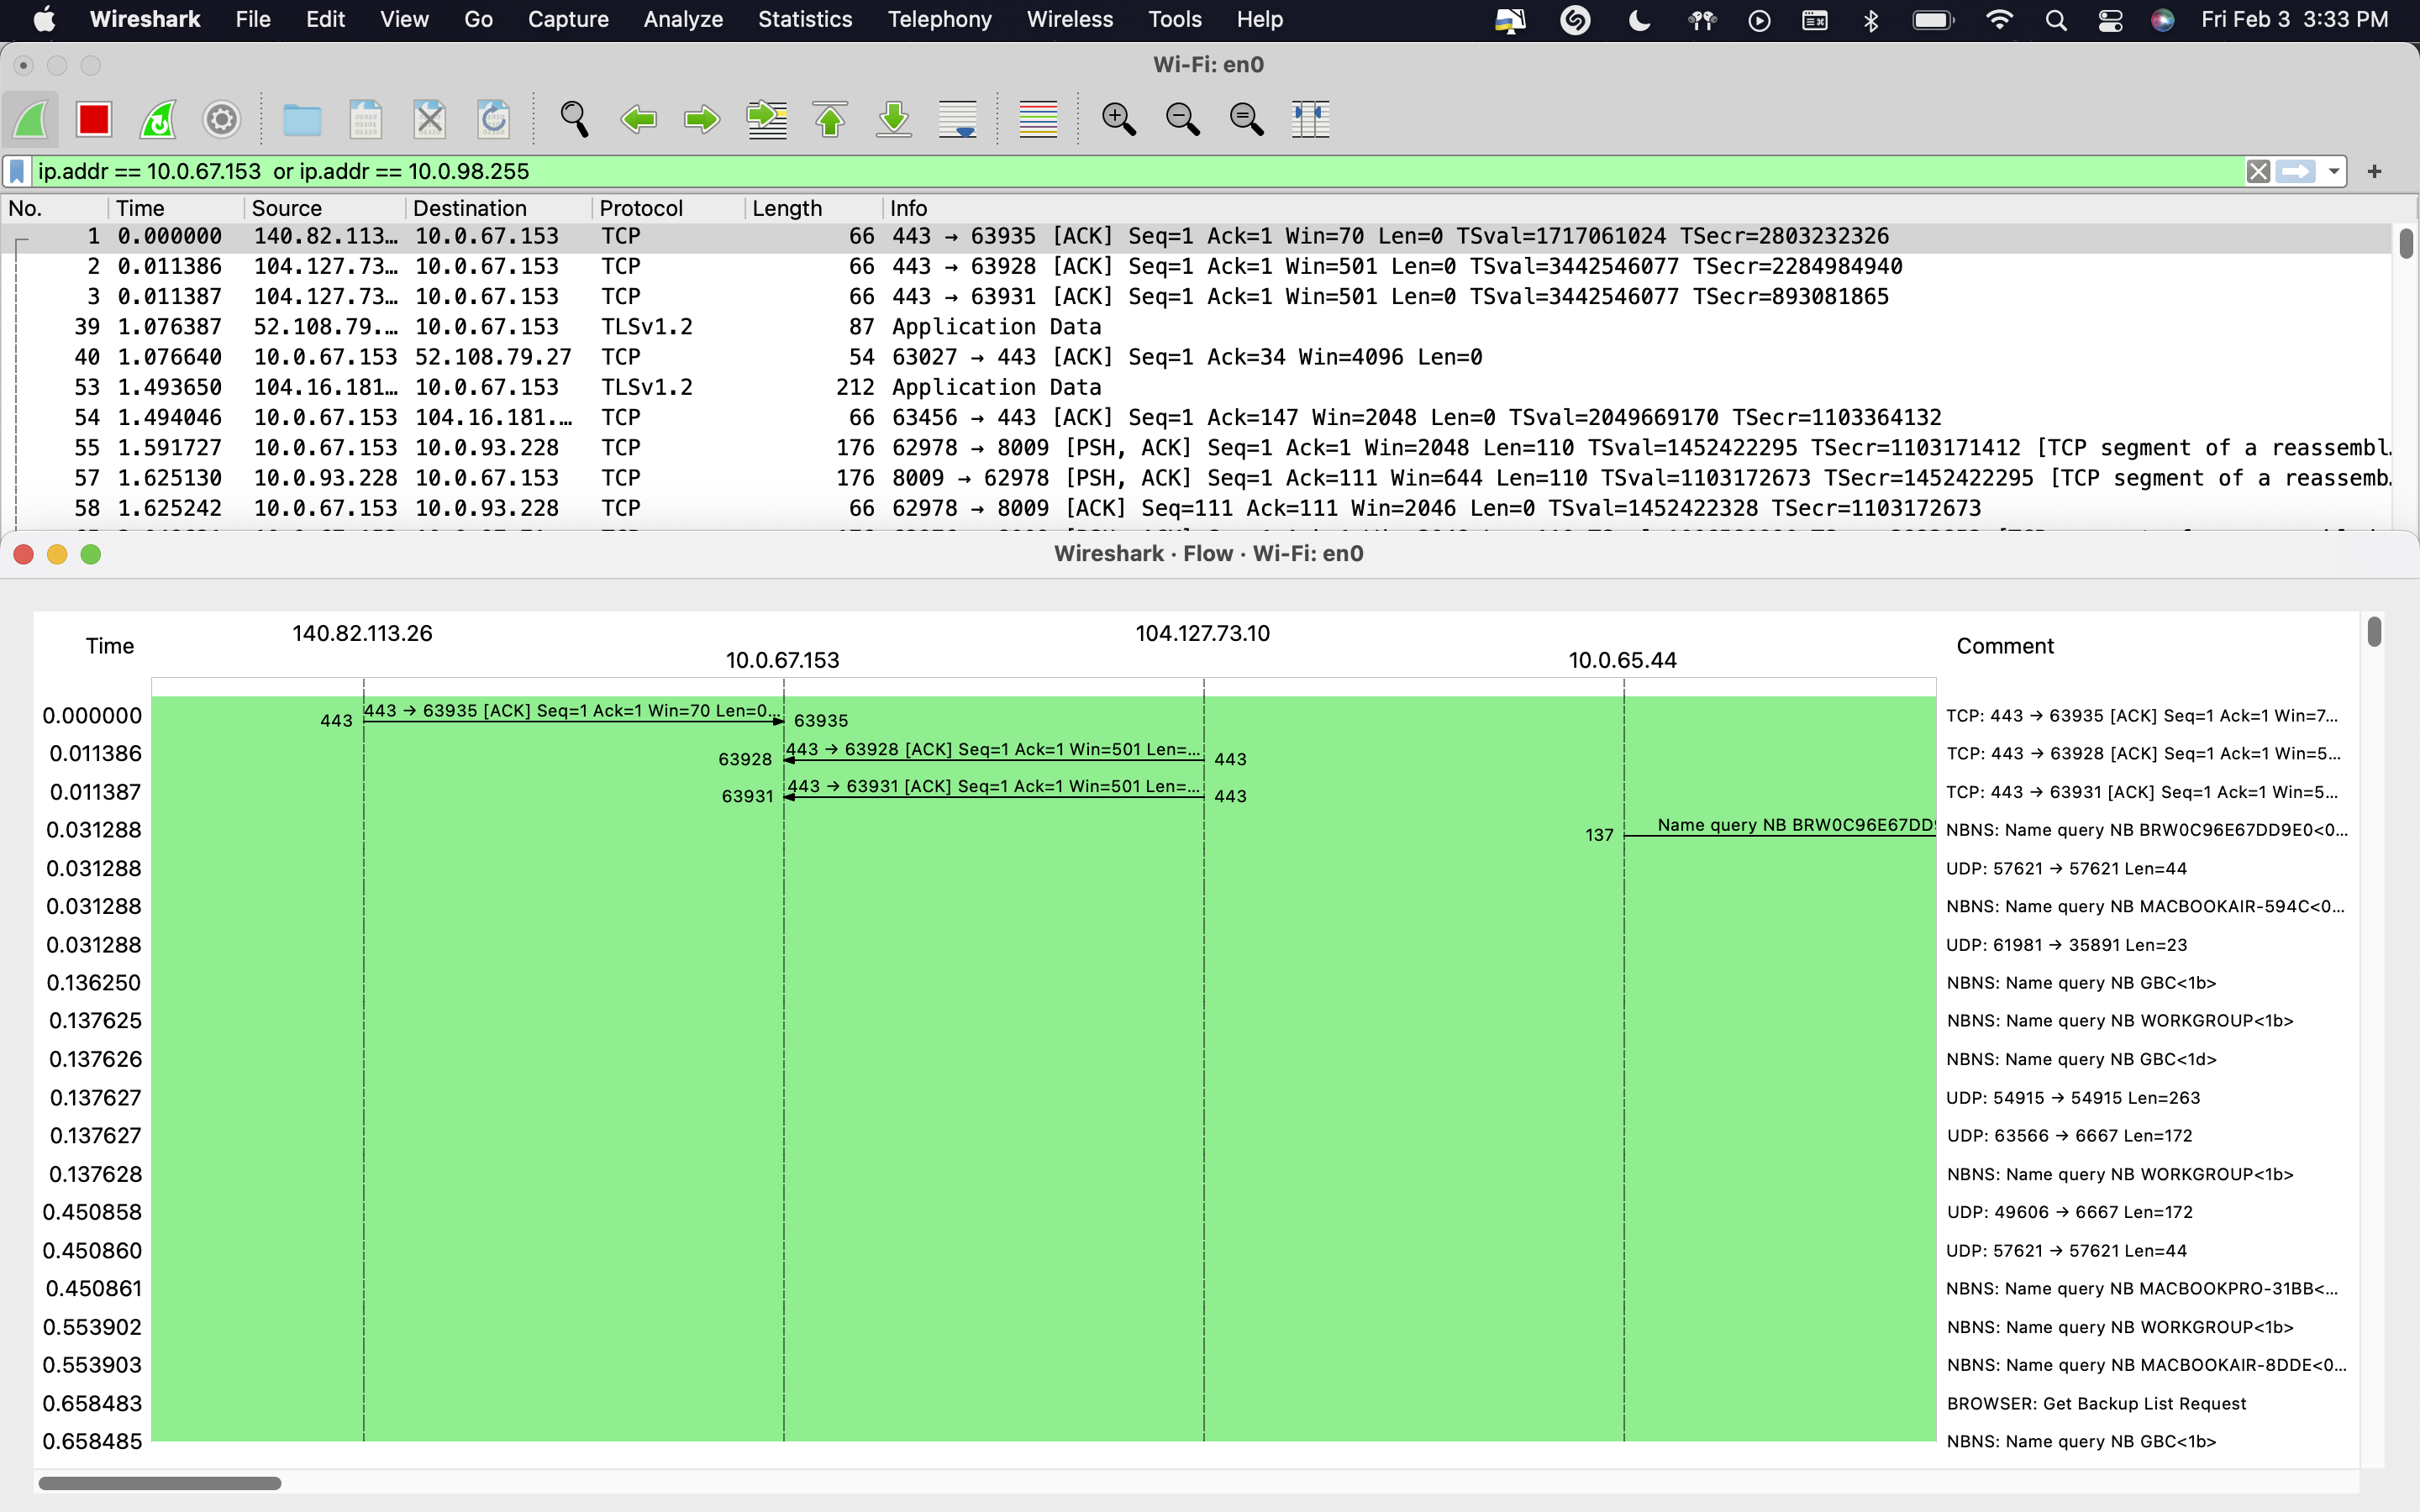 Wireshark File Edit View Go Capture Analyze Statistics Telephony Wireless Tools Help Fri Feb 3 3:33 PM
Wi-Fi: en0
ip.addr == 10.0.67.153 or ip.addr == 10.0.98.255
No. Time Source Destination Protocol Length Info
1 0.000000 140.82.113… 10.0.67.153 TCP 66 443 → 63935 [ACK] Seq=1 Ack=1 Win=70 Len=0 TSval=1717061024 TSecr=2803232326
2 0.011386 104.127.73… 10.0.67.153 TCP 66 443 → 63928 [ACK] Seq=1 Ack=1 Win=501 Len=0 TSval=3442546077 TSecr=2284984940
3 0.011387 104.127.73… 10.0.67.153 TCP 66 443 → 63931 [ACK] Seq=1 Ack=1 Win=501 Len=0 TSval=3442546077 TSecr=893081865
39 1.076387 52.108.79.… 10.0.67.153 TLSv1.2 87 Application Data
40 1.076640 10.0.67.153 52.108.79.27 TCP 54 63027 → 443 [ACK] Seq=1 Ack=34 Win=4096 Len=0
53 1.493650 104.16.181… 10.0.67.153 TLSv1.2 212 Application Data
54 1.494046 10.0.67.153 104.16.181.… TCP 66 63456 → 443 [ACK] Seq=1 Ack=147 Win=2048 Len=0 TSval=2049669170 TSecr=1103364132
55 1.591727 10.0.67.153 10.0.93.228 TCP 176 62978 → 8009 [PSH, ACK] Seq=1 Ack=1 Win=2048 Len=110 TSval=1452422295 TSecr=1103171412 [TCP segment of a reassembl…
57 1.625130 10.0.93.228 10.0.67.153 TCP 176 8009 → 62978 [PSH, ACK] Seq=1 Ack=111 Win=644 Len=110 TSval=1103172673 TSecr=1452422295 [TCP segment of a reassemb…
58 1.625242 10.0.67.153 10.0.93.228 TCP 66 62978 → 8009 [ACK] Seq=111 Ack=111 Win=2046 Len=0 TSval=1452422328 TSecr=1103172673
Wireshark · Flow · Wi-Fi: en0
Time 140.82.113.26 10.0.67.153 104.127.73.10 10.0.65.44 Comment
0.000000 443 443 → 63935 [ACK] Seq=1 Ack=1 Win=70 Len=0… 63935 TCP: 443 → 63935 [ACK] Seq=1 Ack=1 Win=7…
0.011386 63928 443 → 63928 [ACK] Seq=1 Ack=1 Win=501 Len=… 443 TCP: 443 → 63928 [ACK] Seq=1 Ack=1 Win=5…
0.011387 63931 443 → 63931 [ACK] Seq=1 Ack=1 Win=501 Len=… 443 TCP: 443 → 63931 [ACK] Seq=1 Ack=1 Win=5…
0.031288 137 Name query NB BRW0C96E67DD9 NBNS: Name query NB BRW0C96E67DD9E0<0…
0.031288 UDP: 57621 → 57621 Len=44
0.031288 NBNS: Name query NB MACBOOKAIR-594C<0…
0.031288 UDP: 61981 → 35891 Len=23
0.136250 NBNS: Name query NB GBC<1b>
0.137625 NBNS: Name query NB WORKGROUP<1b>
0.137626 NBNS: Name query NB GBC<1d>
0.137627 UDP: 54915 → 54915 Len=263
0.137627 UDP: 63566 → 6667 Len=172
0.137628 NBNS: Name query NB WORKGROUP<1b>
0.450858 UDP: 49606 → 6667 Len=172
0.450860 UDP: 57621 → 57621 Len=44
0.450861 NBNS: Name query NB MACBOOKPRO-31BB<…
0.553902 NBNS: Name query NB WORKGROUP<1b>
0.553903 NBNS: Name query NB MACBOOKAIR-8DDE<0…
0.658483 BROWSER: Get Backup List Request
0.658485 NBNS: Name query NB GBC<1b>